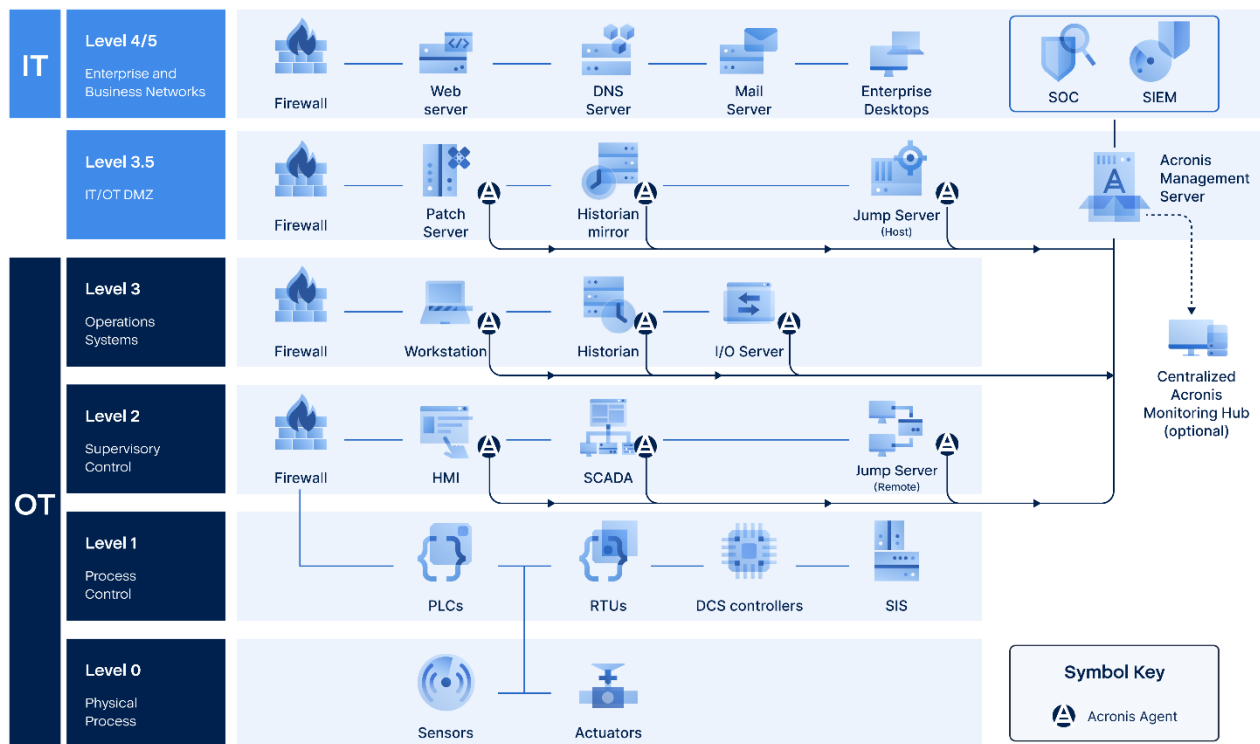 IT
Level 4/5
Enterprise and
Business Networks
Firewall
Web
server
DNS
Server
Mail
Server
Enterprise
Desktops
SOC
SIEM
Level 3.5
IT/OT DMZ
Firewall
Patch
Server
Historian
mirror
Jump Server
(Host)
Acronis
Management
Server
OT
Level 3
Operations
Systems
Firewall
Workstation
Historian
I/O Server
Centralized
Acronis
Monitoring Hub
(optional)
Level 2
Supervisory
Control
Firewall
HMI
SCADA
Jump Server
(Remote)
Level 1
Process
Control
PLCs
RTUs
DCS controllers
SIS
Level 0
Physical
Process
Sensors
Actuators
Symbol Key
Acronis Agent